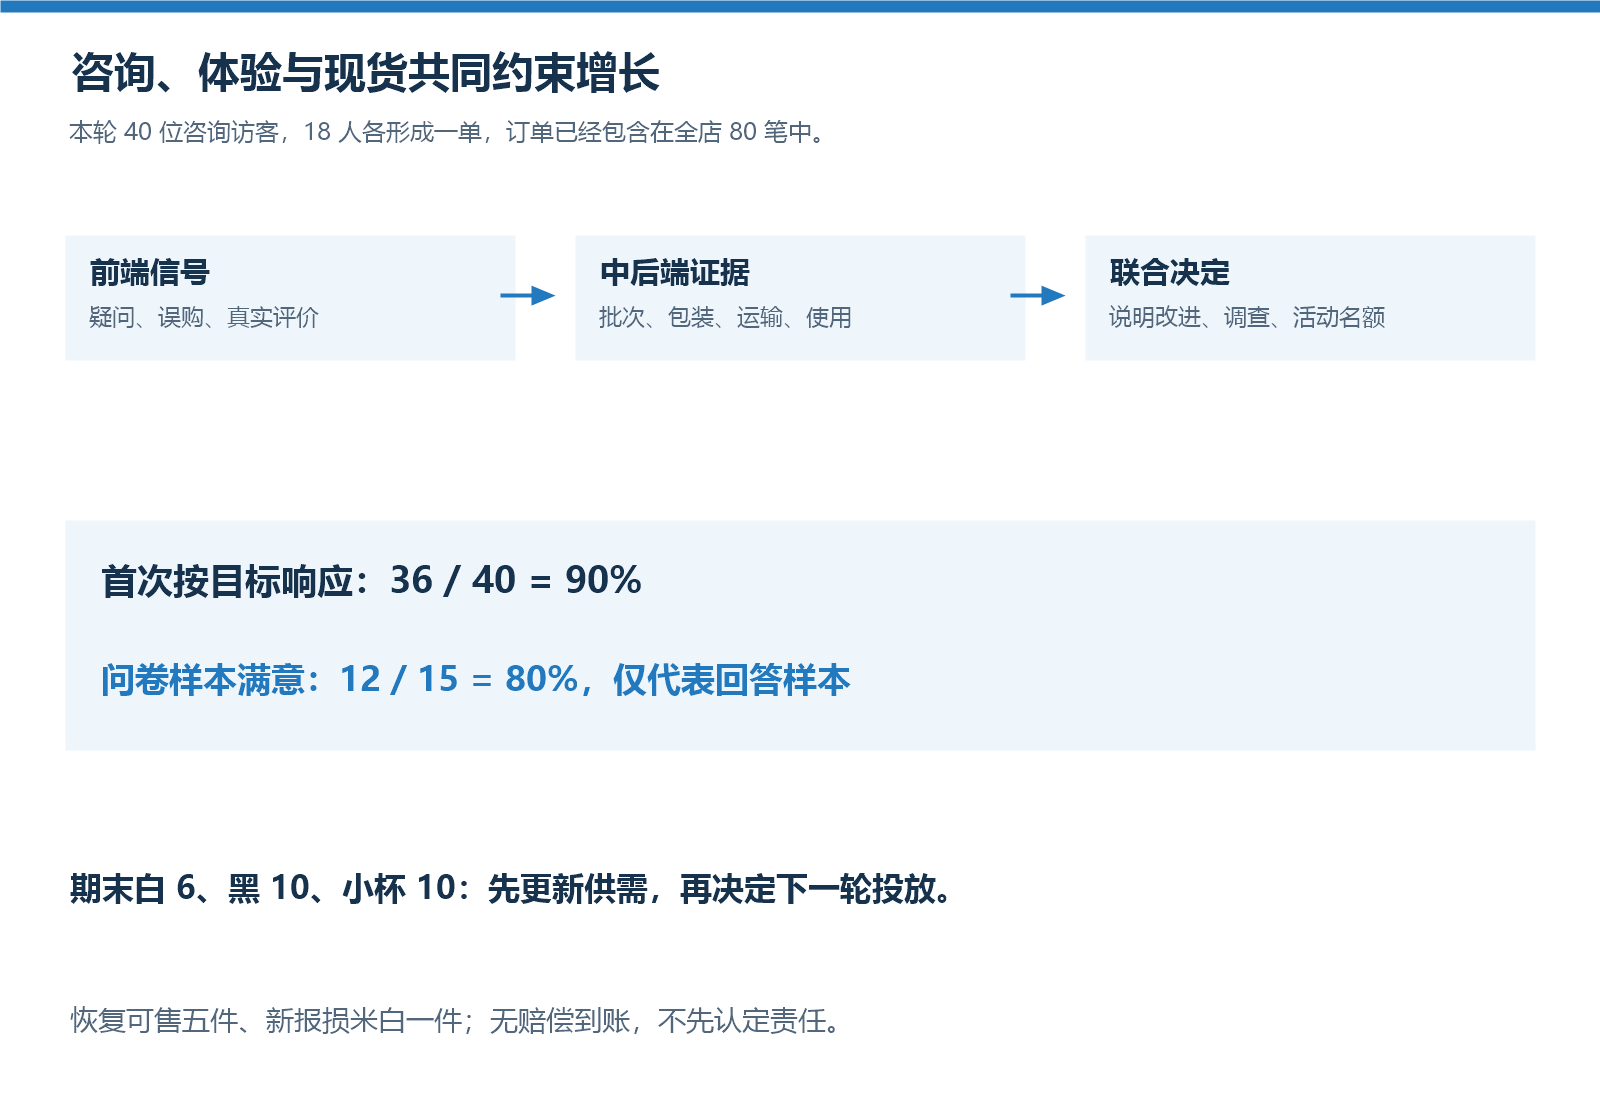 咨询、体验与现货共同约束增长
本轮 40 位咨询访客，18 人各形成一单，订单已经包含在全店 80 笔中。
前端信号
疑问、误购、真实评价
中后端证据
批次、包装、运输、使用
联合决定
说明改进、调查、活动名额
首次按目标响应：36 / 40 = 90%
问卷样本满意：12 / 15 = 80%，仅代表回答样本
期末白 6、黑 10、小杯 10：先更新供需，再决定下一轮投放。
恢复可售五件、新报损米白一件；无赔偿到账，不先认定责任。